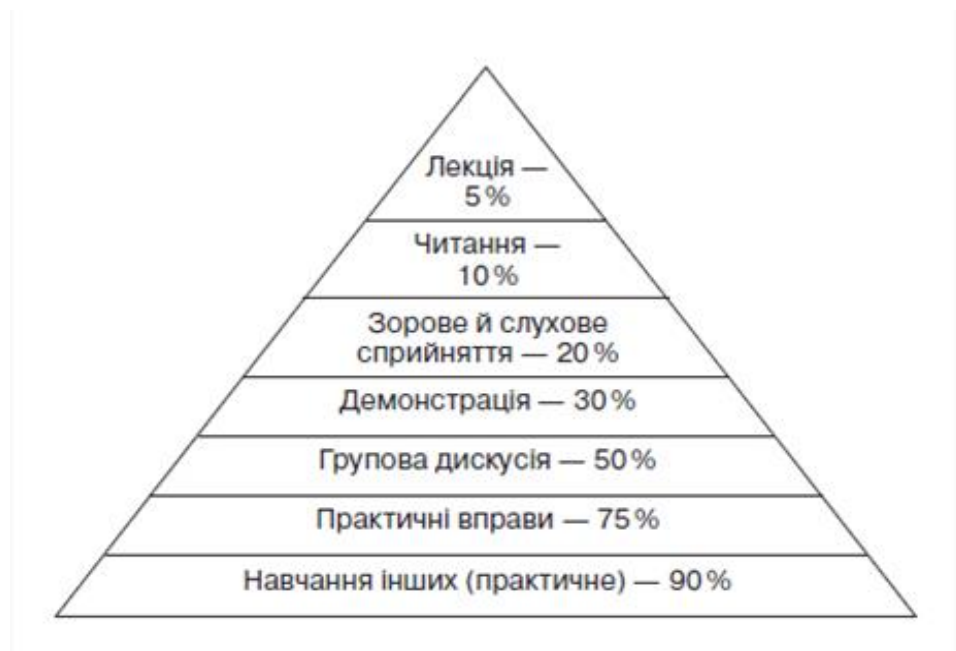 Лекція —
5 %
Читання —
10 %
Зорове й слухове
сприйняття — 20 %
Демонстрація — 30 %
Групова дискусія — 50 %
Практичні вправи — 75 %
Навчання інших (практичне) — 90 %